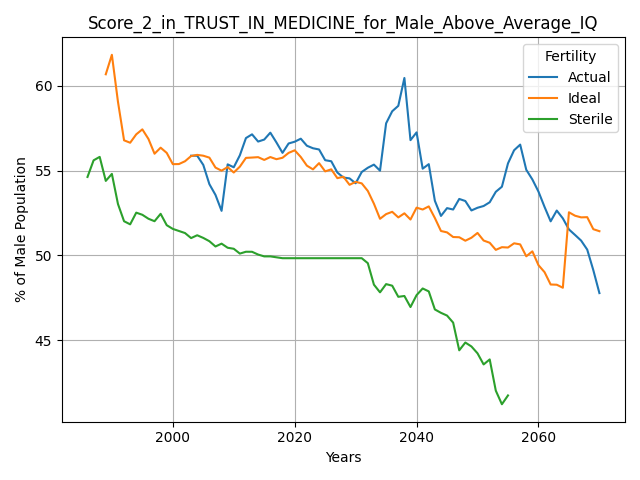 Score_2_in_TRUST_IN_MEDICINE_for_Male_Above_Average_IQ
Fertility
Actual
Ideal
Sterile
% of Male Population
60
55
50
45
2000
2020
2040
2060
Years